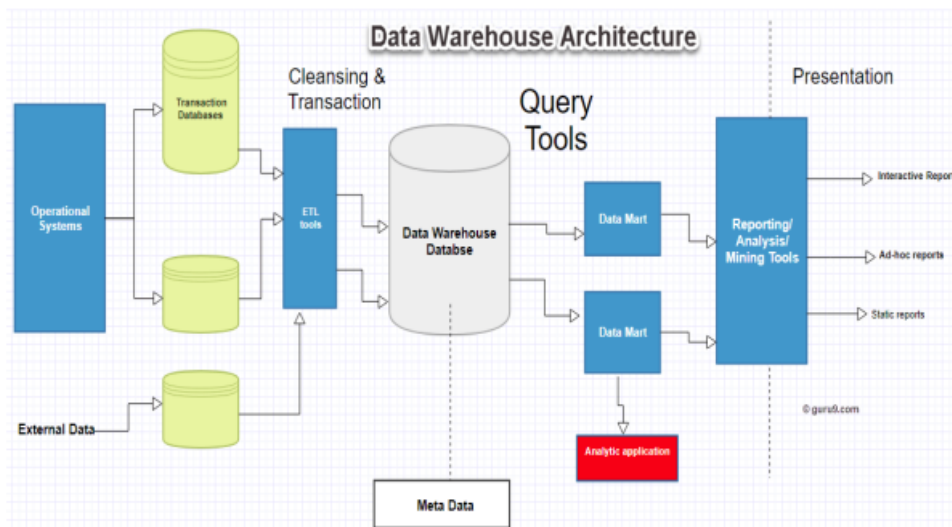 Data Warehouse Architecture
Cleansing &
Transaction
Query
Tools
Presentation
Transaction
Databases
Operational
Systems
ETL
tools
Data Warehouse
Databse
Data Mart
Data Mart
Reporting/
Analysis/
Mining Tools
Interactive Repor
Ad-hoc reports
Static reports
External Data
Analytic application
Meta Data
© guru9.com